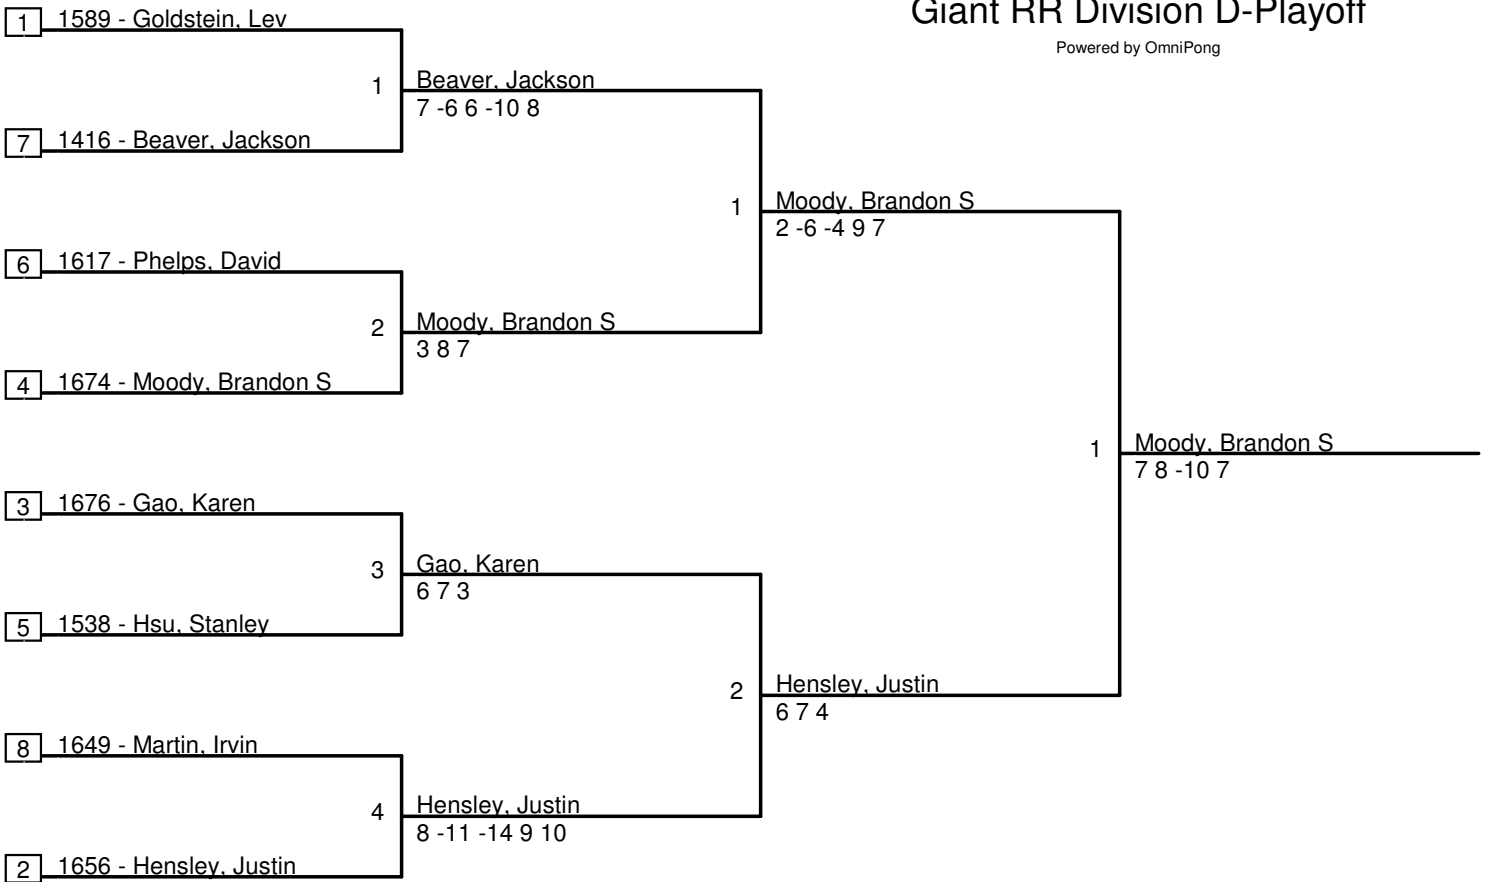 Giant RR Division D-Playoff
Powered by OmniPong
1 1589 - Goldstein, Lev
1 Beaver, Jackson
7 -6 6 -10 8
7 1416 - Beaver, Jackson
1 Moody, Brandon S
2 -6 -4 9 7
6 1617 - Phelps, David
2 Moody, Brandon S
3 8 7
4 1674 - Moody, Brandon S
1 Moody, Brandon S
7 8 -10 7
3 1676 - Gao, Karen
3 Gao, Karen
6 7 3
5 1538 - Hsu, Stanley
2 Hensley, Justin
6 7 4
8 1649 - Martin, Irvin
4 Hensley, Justin
8 -11 -14 9 10
2 1656 - Hensley, Justin